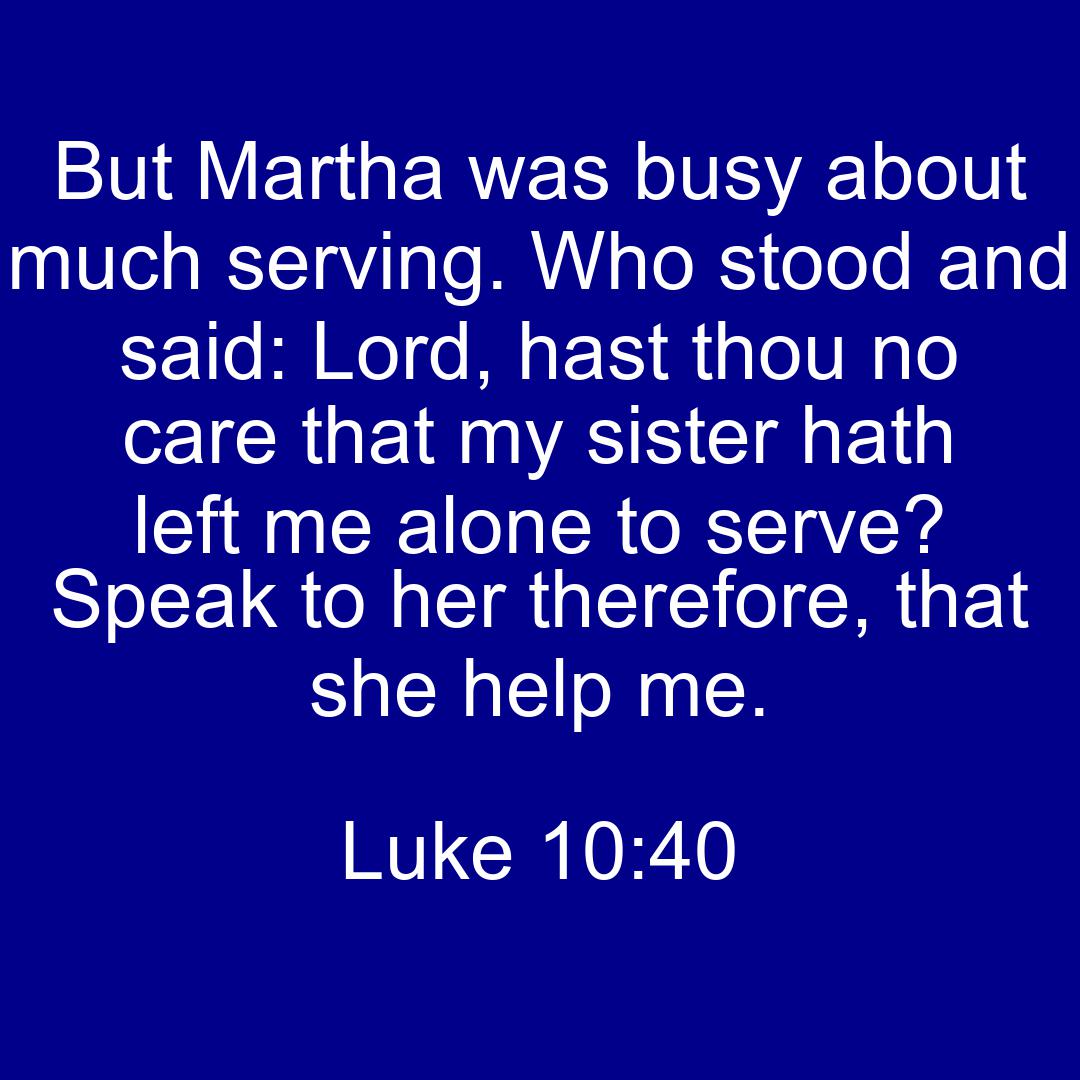 But Martha was busy about
much serving. Who stood and
said: Lord, hast thou no
care that my sister hath
left me alone to serve?
Speak to her therefore, that
she help me.
Luke 10:40